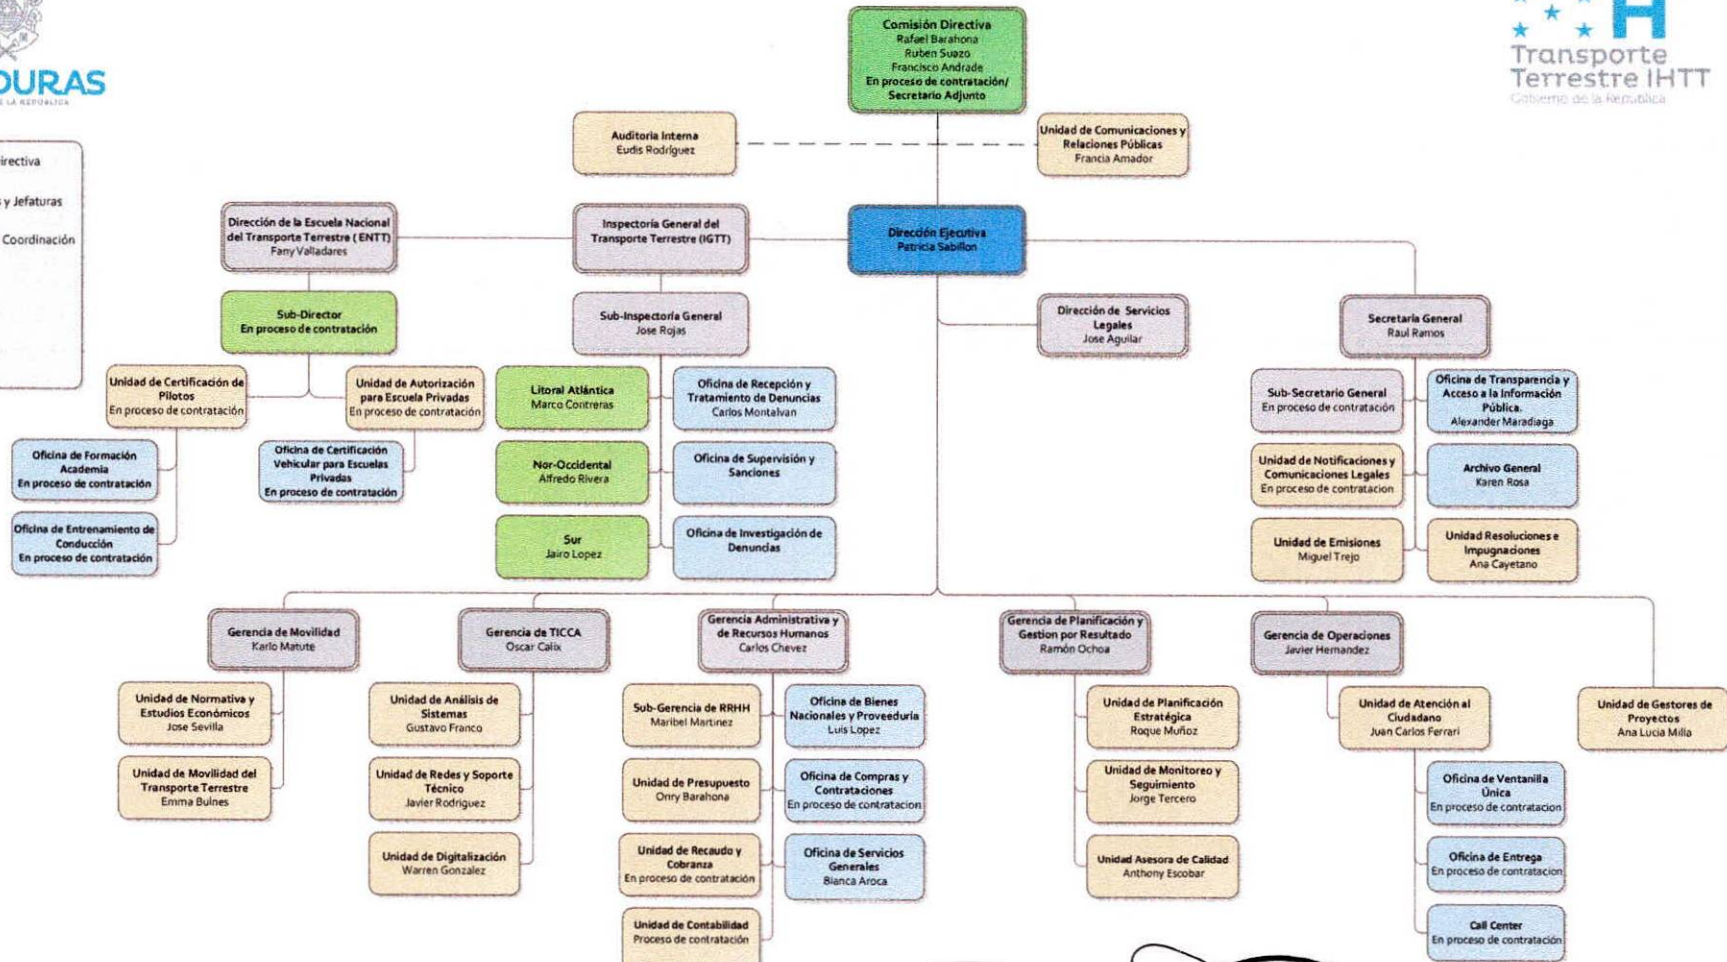 DURAS
DE LA REPÚBLICA
H
Transporte
Terrestre IHTT
Gobierno de la República
irectiva
s y Jefaturas
Coordinación
Comisión Directiva
Rafael Barahona
Ruben Suazo
Francisco Andrade
En proceso de contratación/
Secretario Adjunto
Auditoria Interna
Eudis Rodríguez
Unidad de Comunicaciones y
Relaciones Públicas
Francia Amador
Dirección de la Escuela Nacional
del Transporte Terrestre ( ENTT)
Fany Valladares
Inspectoría General del
Transporte Terrestre (IGTT)
Dirección Ejecutiva
Patricia Sabillon
Sub-Director
En proceso de contratación
Sub-Inspectoría General
Jose Rojas
Dirección de Servicios
Legales
Jose Aguilar
Secretaría General
Raul Ramos
Unidad de Certificación de
Pilotos
En proceso de contratación
Unidad de Autorización
para Escuela Privadas
En proceso de contratación
Litoral Atlántica
Marco Contreras
Oficina de Recepción y
Tratamiento de Denuncias
Carlos Montalvan
Sub-Secretario General
En proceso de contratación
Oficina de Transparencia y
Acceso a la Información
Pública.
Alexander Maradiaga
Oficina de Formación
Academia
En proceso de contratación
Oficina de Certificación
Vehicular para Escuelas
Privadas
En proceso de contratación
Nor-Occidental
Alfredo Rivera
Oficina de Supervisión y
Sanciones
Unidad de Notificaciones y
Comunicaciones Legales
En proceso de contratacion
Archivo General
Karen Rosa
Oficina de Entrenamiento de
Conducción
En proceso de contratación
Sur
Jairo Lopez
Oficina de Investigación de
Denuncias
Unidad de Emisiones
Miguel Trejo
Unidad Resoluciones e
Impugnaciones
Ana Cayetano
Gerencia de Movilidad
Karlo Matute
Gerencia de TICCA
Oscar Calix
Gerencia Administrativa y
de Recursos Humanos
Carlos Chevez
Gerencia de Planificación y
Gestion por Resultado
Ramón Ochoa
Gerencia de Operaciones
Javier Hernandez
Unidad de Normativa y
Estudios Económicos
Jose Sevilla
Unidad de Análisis de
Sistemas
Gustavo Franco
Sub-Gerencia de RRHH
Maribel Martinez
Oficina de Bienes
Nacionales y Proveeduría
Luis Lopez
Unidad de Planificación
Estratégica
Roque Muñoz
Unidad de Atención al
Ciudadano
Juan Carlos Ferrari
Unidad de Gestores de
Proyectos
Ana Lucia Milla
Unidad de Movilidad del
Transporte Terrestre
Emma Bulnes
Unidad de Redes y Soporte
Técnico
Javier Rodriguez
Unidad de Presupuesto
Onry Barahona
Oficina de Compras y
Contrataciones
En proceso de contratacion
Unidad de Monitoreo y
Seguimiento
Jorge Tercero
Oficina de Ventanilla
Única
En proceso de contratacion
Unidad de Digitalización
Warren Gonzalez
Unidad de Recaudo y
Cobranza
En proceso de contratación
Oficina de Servicios
Generales
Blanca Aroca
Unidad Asesora de Calidad
Anthony Escobar
Oficina de Entrega
En proceso de contratacion
Unidad de Contabilidad
Proceso de contratación
Call Center
En proceso de contratación